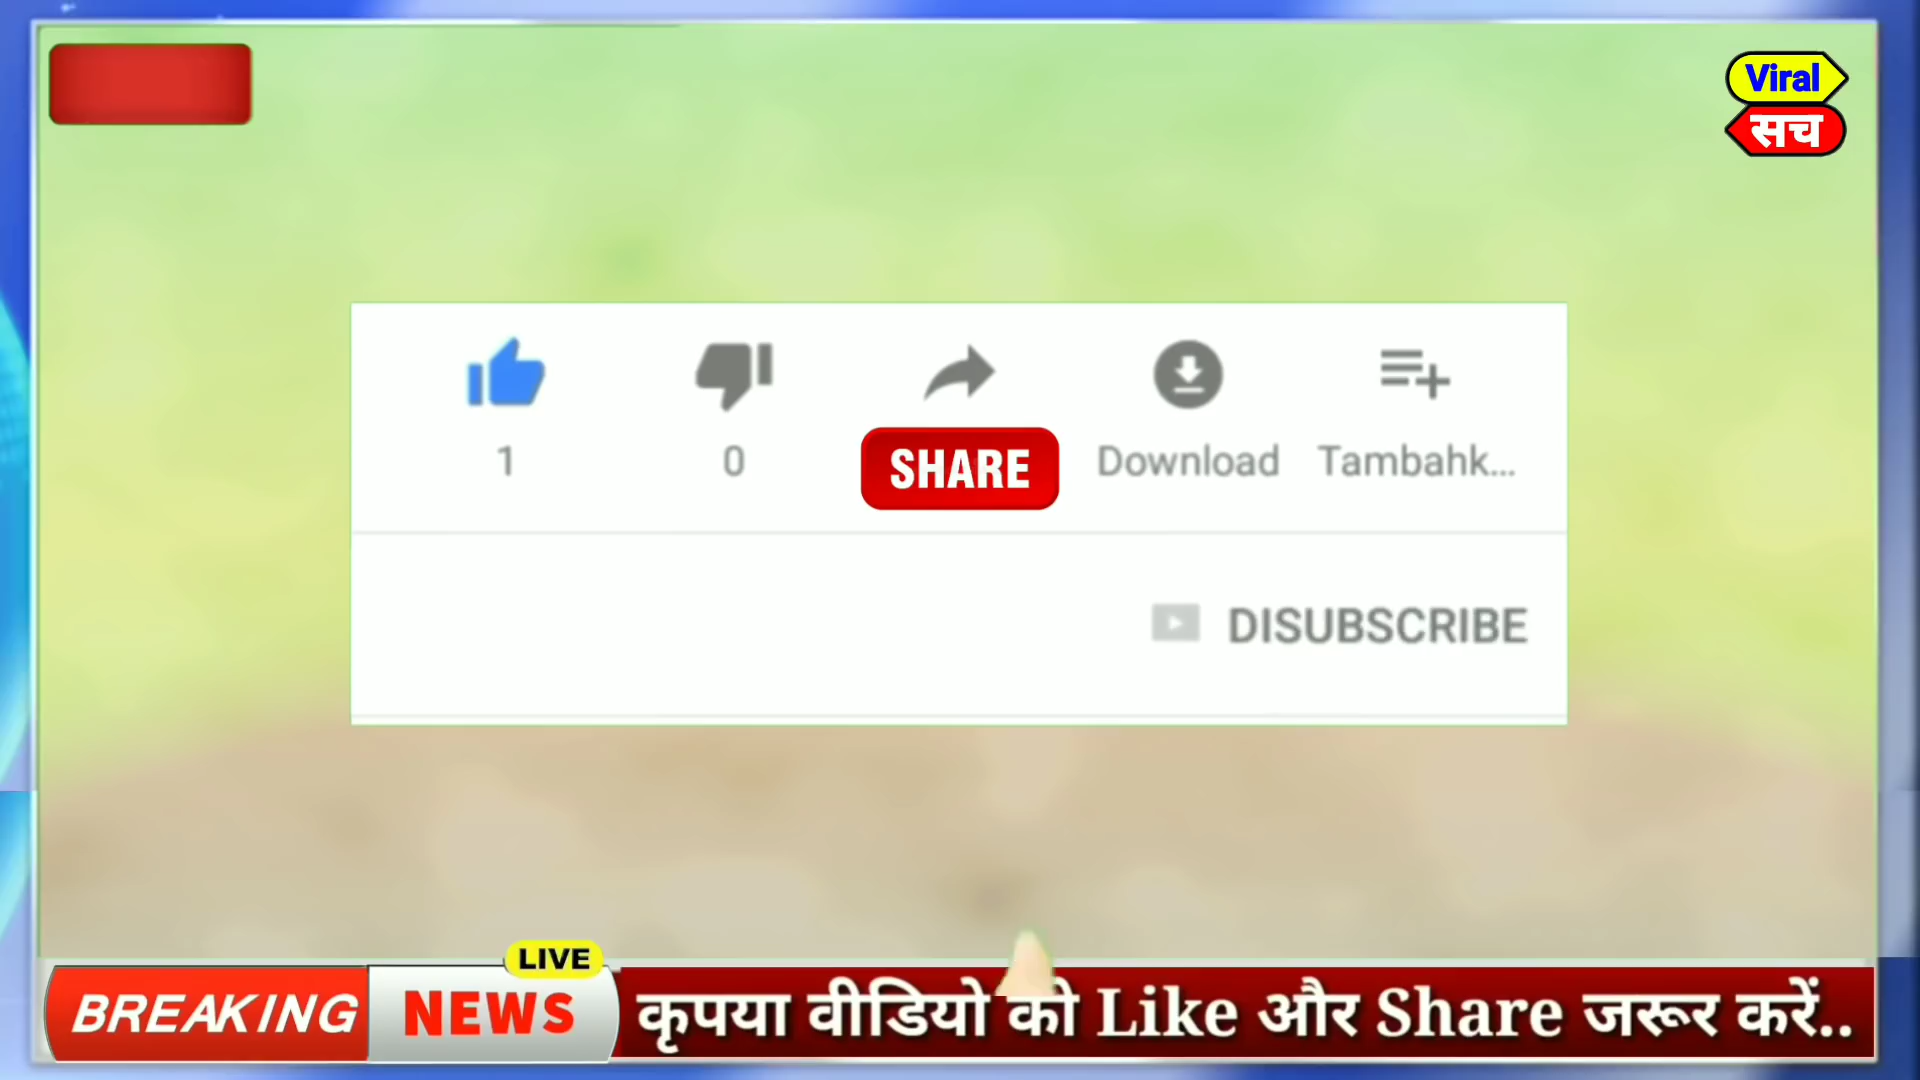 Viral
सच
1
0
SHARE
Download
Tambahk...
DISUBSCRIBE
LIVE
BREAKING NEWS
कृपया वीडियो को Like और Share जरूर करें..